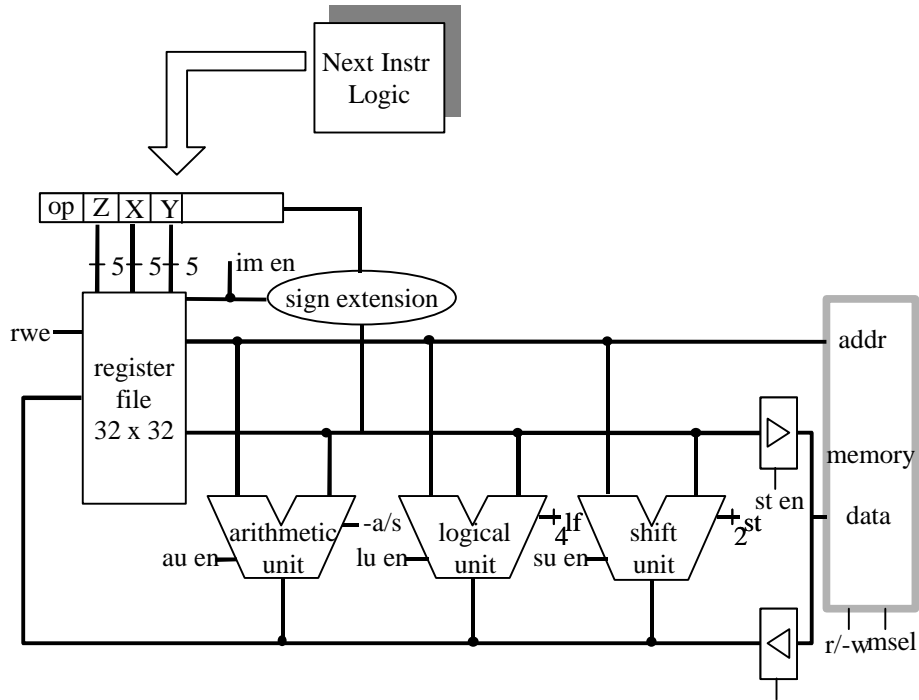 Next Instr
Logic
op Z X Y
5 5 5
im en
sign extension
rwe
register
file
32 x 32
addr
memory
data
st en
arithmetic
unit
-a/s
au en
logical
unit
4 lf
lu en
shift
unit
2 st
su en
r/-w msel